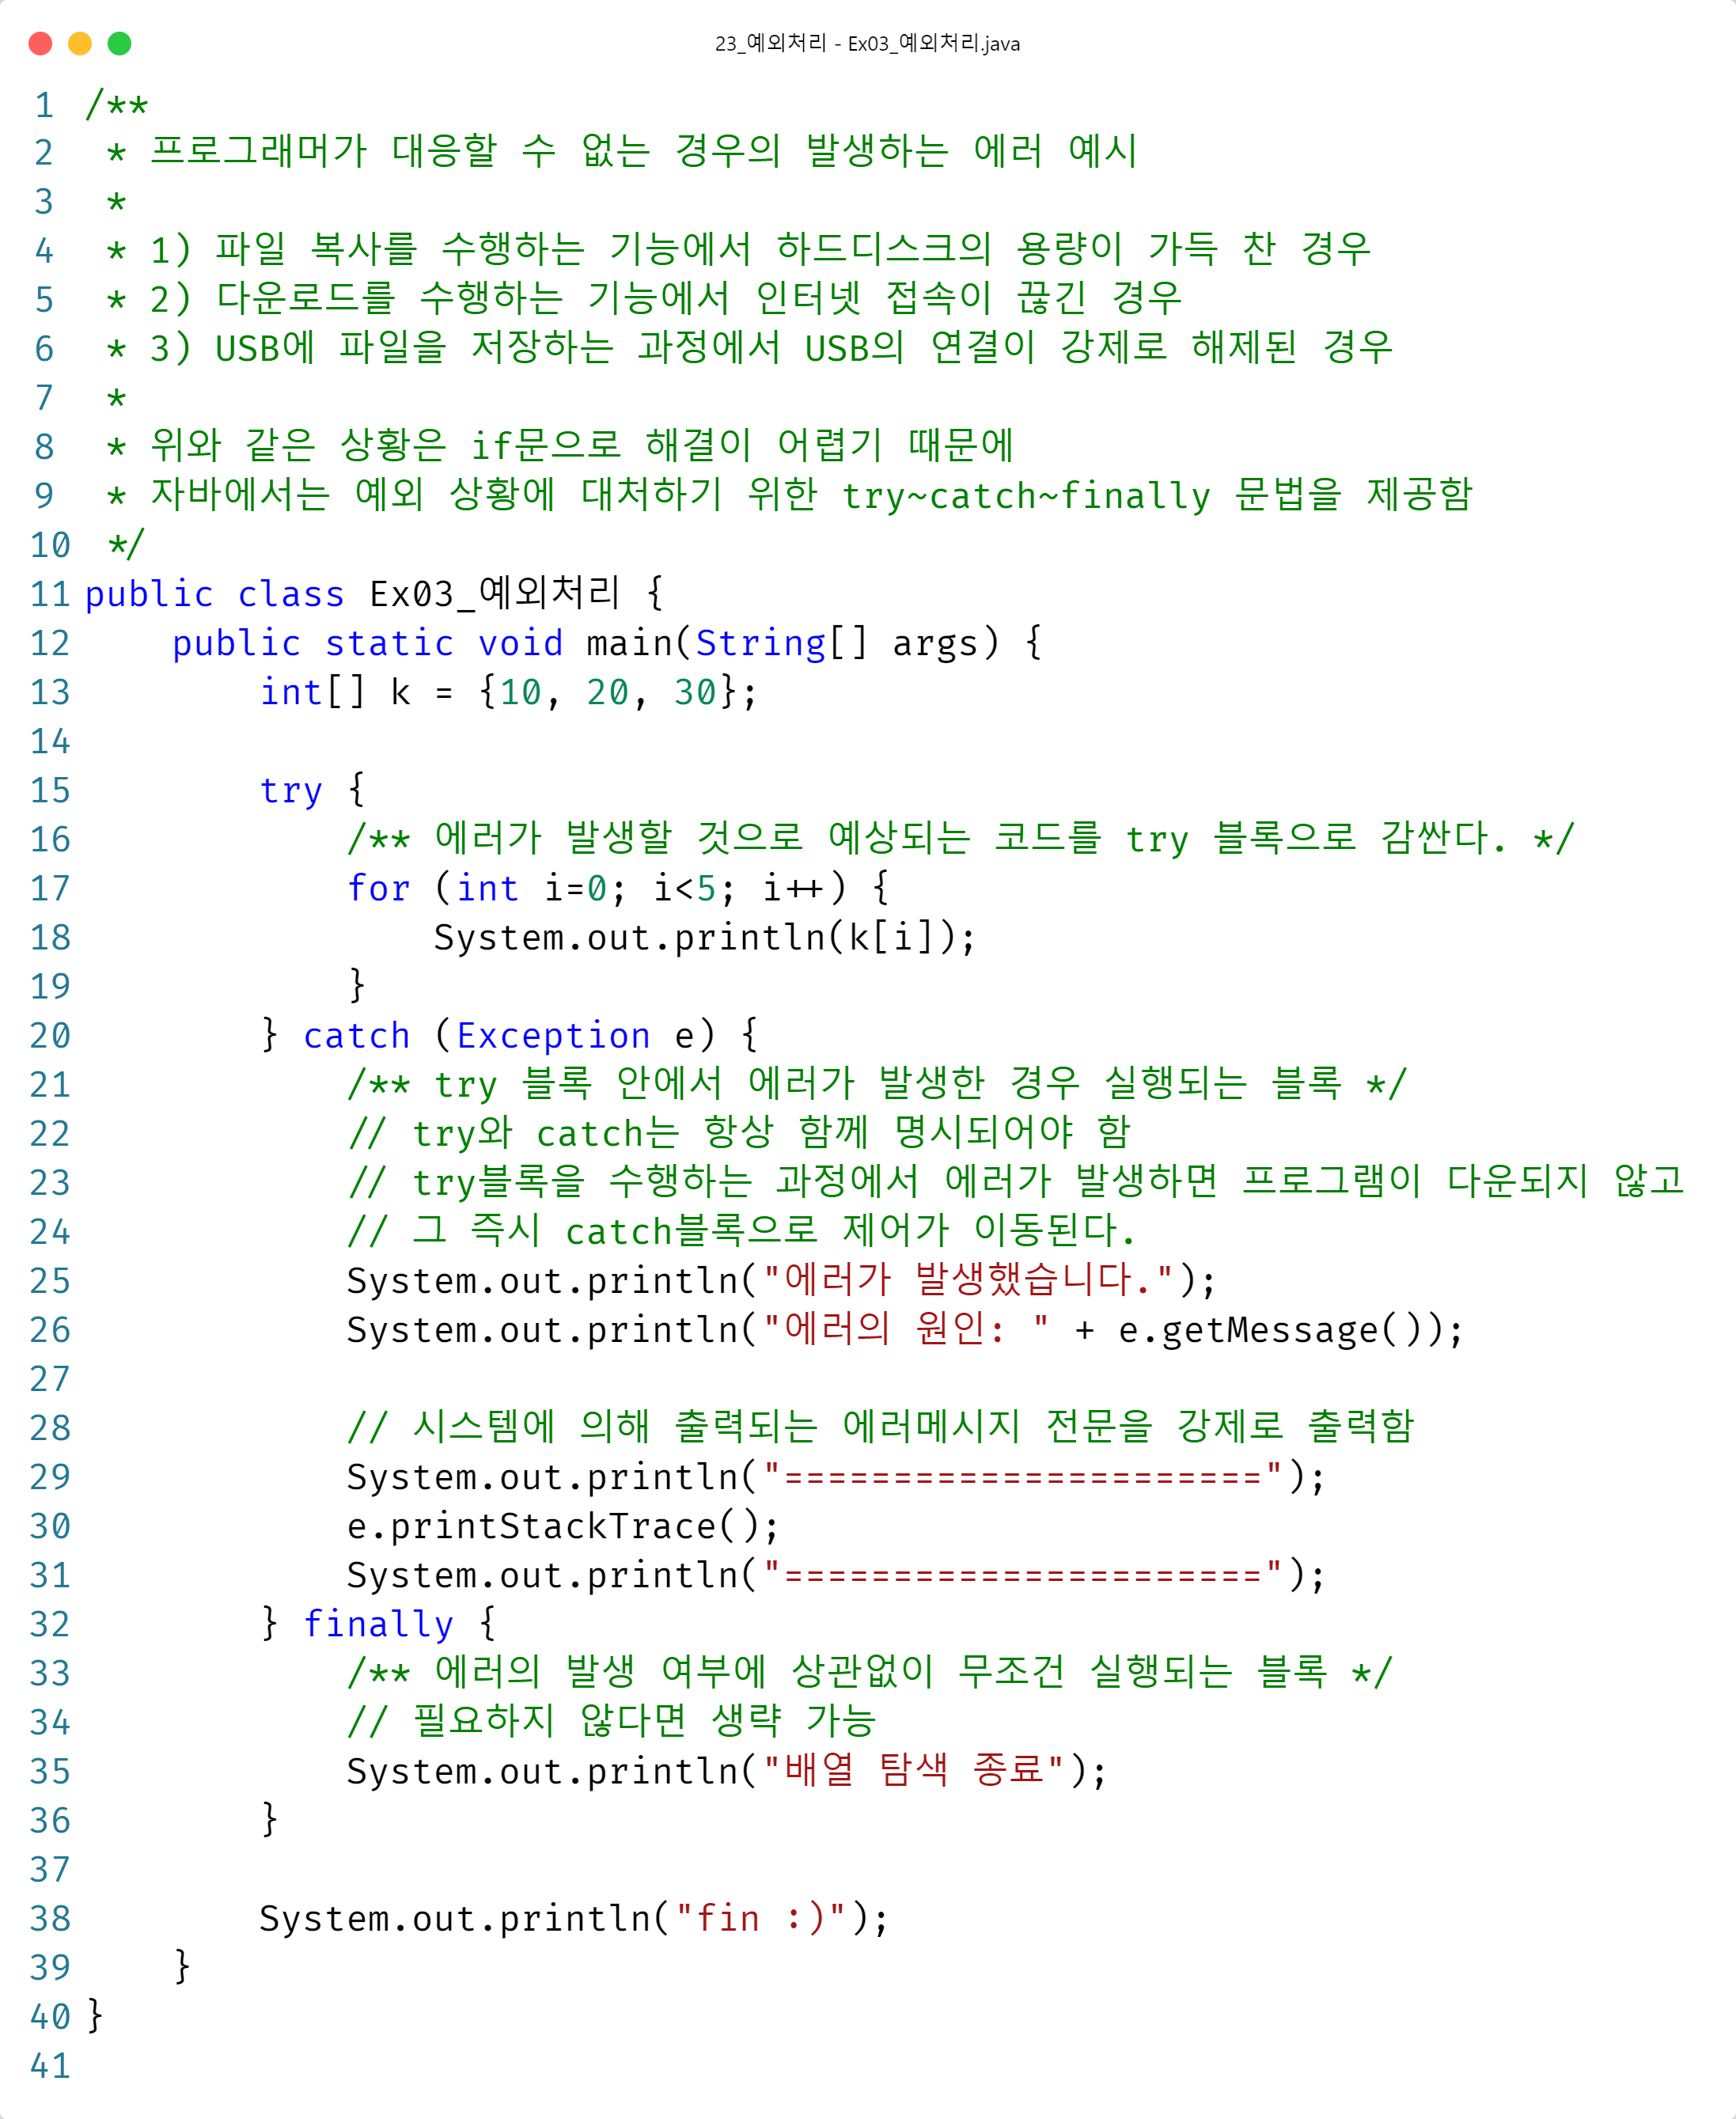 23_예외처리 - Ex03_예외처리.java
1 /**
2  * 프로그래머가 대응할 수 없는 경우의 발생하는 에러 예시
3  *
4  * 1) 파일 복사를 수행하는 기능에서 하드디스크의 용량이 가득 찬 경우
5  * 2) 다운로드를 수행하는 기능에서 인터넷 접속이 끊긴 경우
6  * 3) USB에 파일을 저장하는 과정에서 USB의 연결이 강제로 해제된 경우
7  *
8  * 위와 같은 상황은 if문으로 해결이 어렵기 때문에
9  * 자바에서는 예외 상황에 대처하기 위한 try~catch~finally 문법을 제공함
10  */
11 public class Ex03_예외처리 {
12     public static void main(String[] args) {
13         int[] k = {10, 20, 30};
14
15         try {
16             /** 에러가 발생할 것으로 예상되는 코드를 try 블록으로 감싼다. */
17             for (int i=0; i<5; i++) {
18                 System.out.println(k[i]);
19             }
20         } catch (Exception e) {
21             /** try 블록 안에서 에러가 발생한 경우 실행되는 블록 */
22             // try와 catch는 항상 함께 명시되어야 함
23             // try블록을 수행하는 과정에서 에러가 발생하면 프로그램이 다운되지 않고
24             // 그 즉시 catch블록으로 제어가 이동된다.
25             System.out.println("에러가 발생했습니다.");
26             System.out.println("에러의 원인: " + e.getMessage());
27
28             // 시스템에 의해 출력되는 에러메시지 전문을 강제로 출력함
29             System.out.println("======================");
30             e.printStackTrace();
31             System.out.println("======================");
32         } finally {
33             /** 에러의 발생 여부에 상관없이 무조건 실행되는 블록 */
34             // 필요하지 않다면 생략 가능
35             System.out.println("배열 탐색 종료");
36         }
37
38         System.out.println("fin :)");
39     }
40 }
41